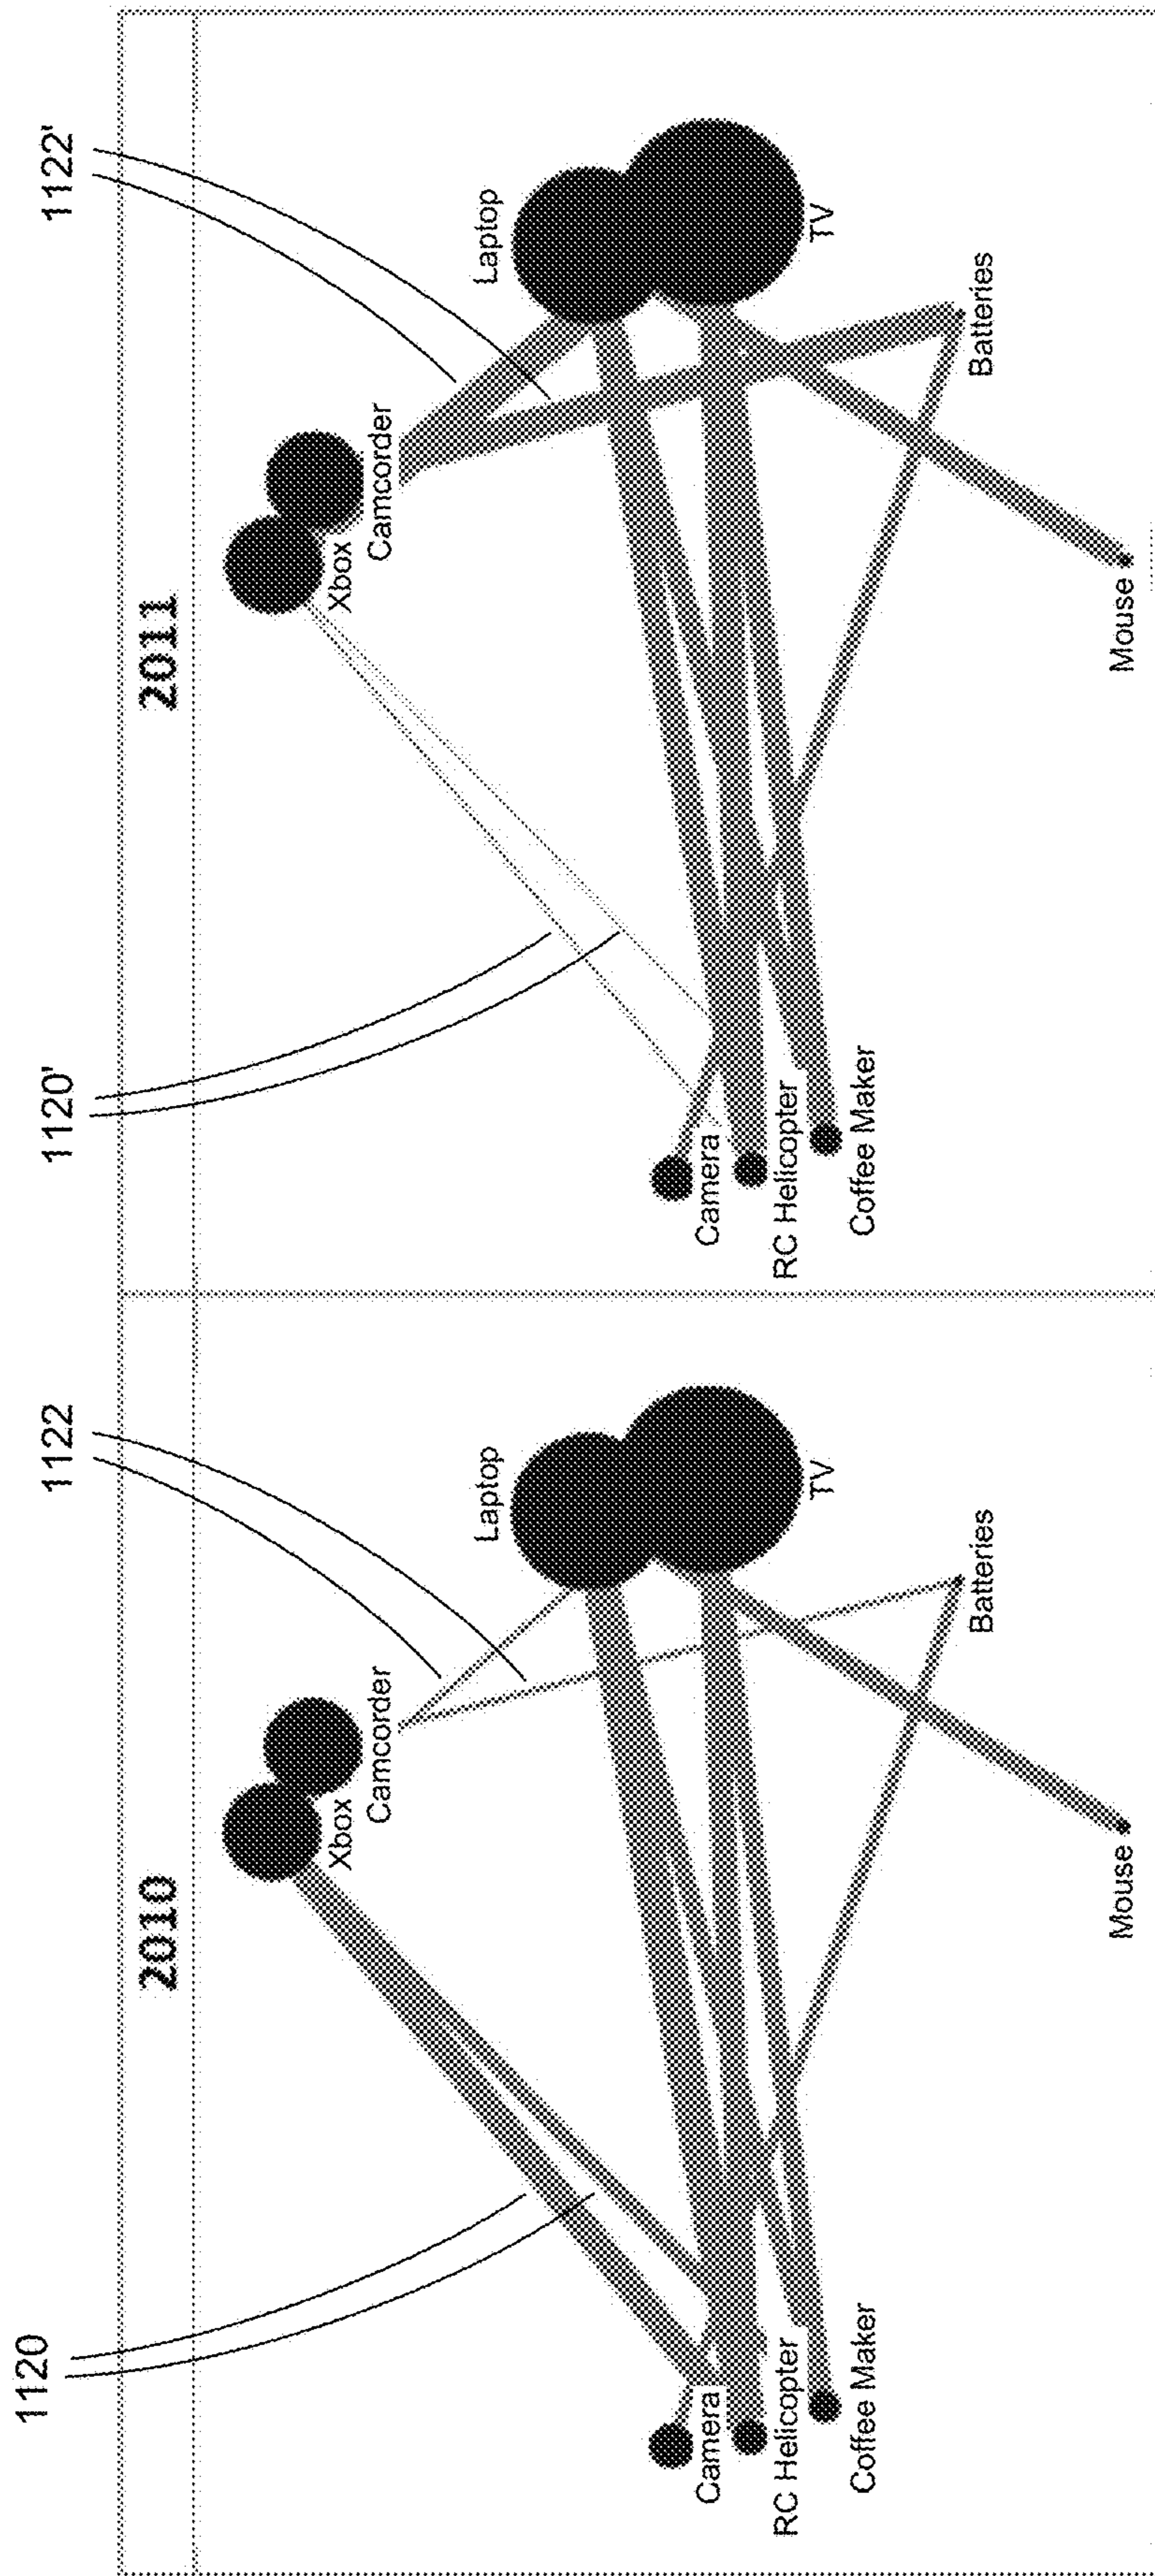 1120
1122
1120'
1122'
2010
2011
Xbox
Camcorder
Laptop
TV
Camera
RC Helicopter
Coffee Maker
Batteries
Mouse
Xbox
Camcorder
Laptop
TV
Camera
RC Helicopter
Coffee Maker
Batteries
Mouse